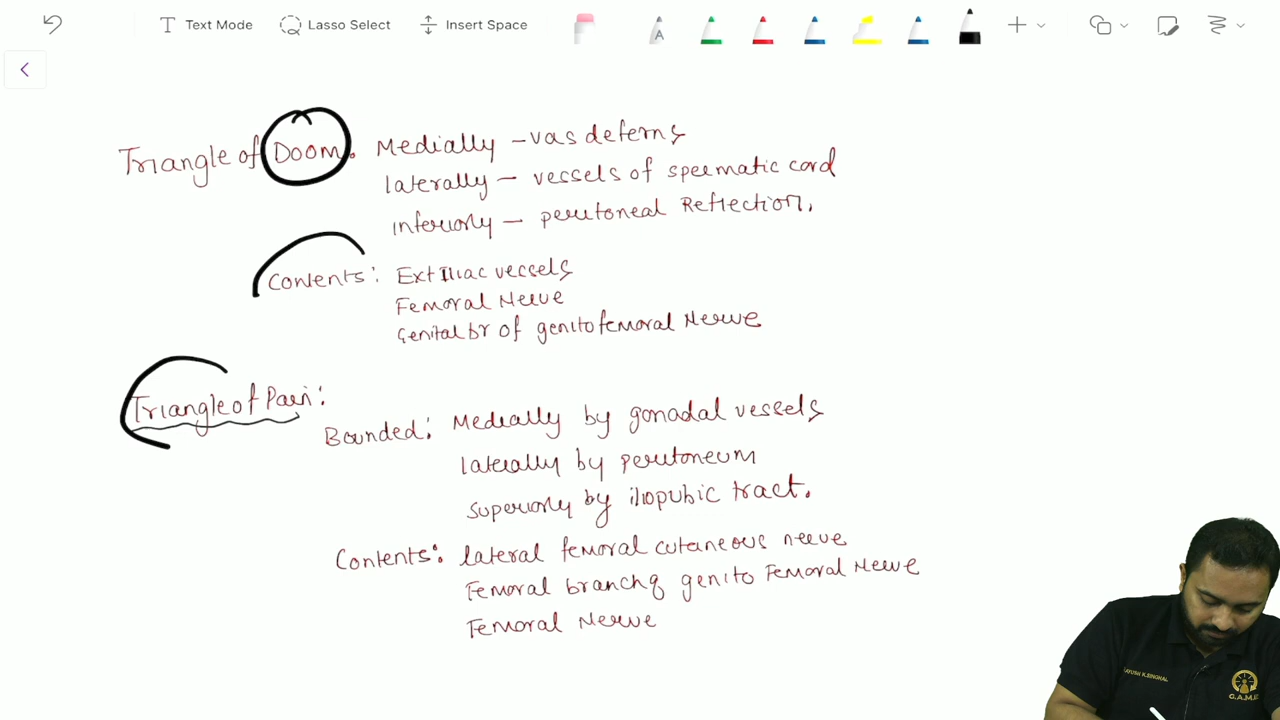 Text Mode Lasso Select Insert Space
A
Triangle of Doom. Medially – vas deferns
laterally – vessels of spermatic cord
inferiorly – peritoneal Reflection.
Contents: Ext Iliac vessels
Femoral Nerve
Genital br of genitofemoral Nerve
Triangle of Pain:
Bounded: Medially by gonadal vessels
laterally by peritoneum
superiorly by iliopubic tract.
Contents: lateral femoral cutaneous nerve
Femoral branch of genito Femoral Nerve
Femoral Nerve
AYUSH K.SINGHAL